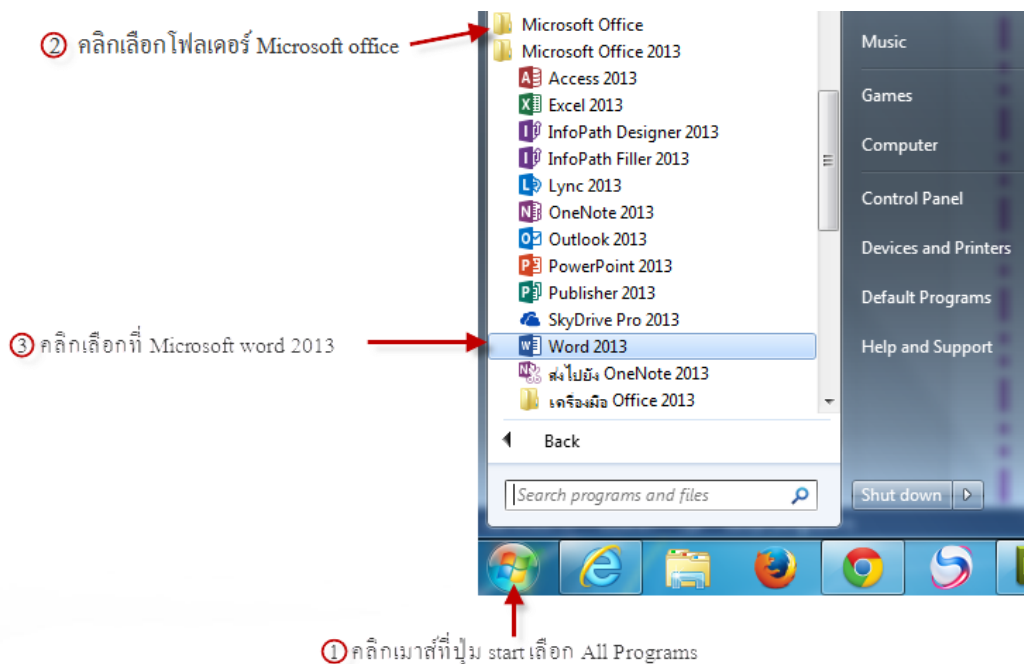 ② คลิกเลือกโฟลเดอร์ Microsoft office
Microsoft Office
Microsoft Office 2013
Access 2013
Excel 2013
InfoPath Designer 2013
InfoPath Filler 2013
Lync 2013
OneNote 2013
Outlook 2013
PowerPoint 2013
Publisher 2013
SkyDrive Pro 2013
③ คลิกเลือกที่ Microsoft word 2013
Word 2013
ส่งไปยัง OneNote 2013
เครื่องมือ Office 2013
Back
Search programs and files
Music
Games
Computer
Control Panel
Devices and Printers
Default Programs
Help and Support
Shut down
① คลิกเมาส์ที่ปุ่ม start เลือก All Programs